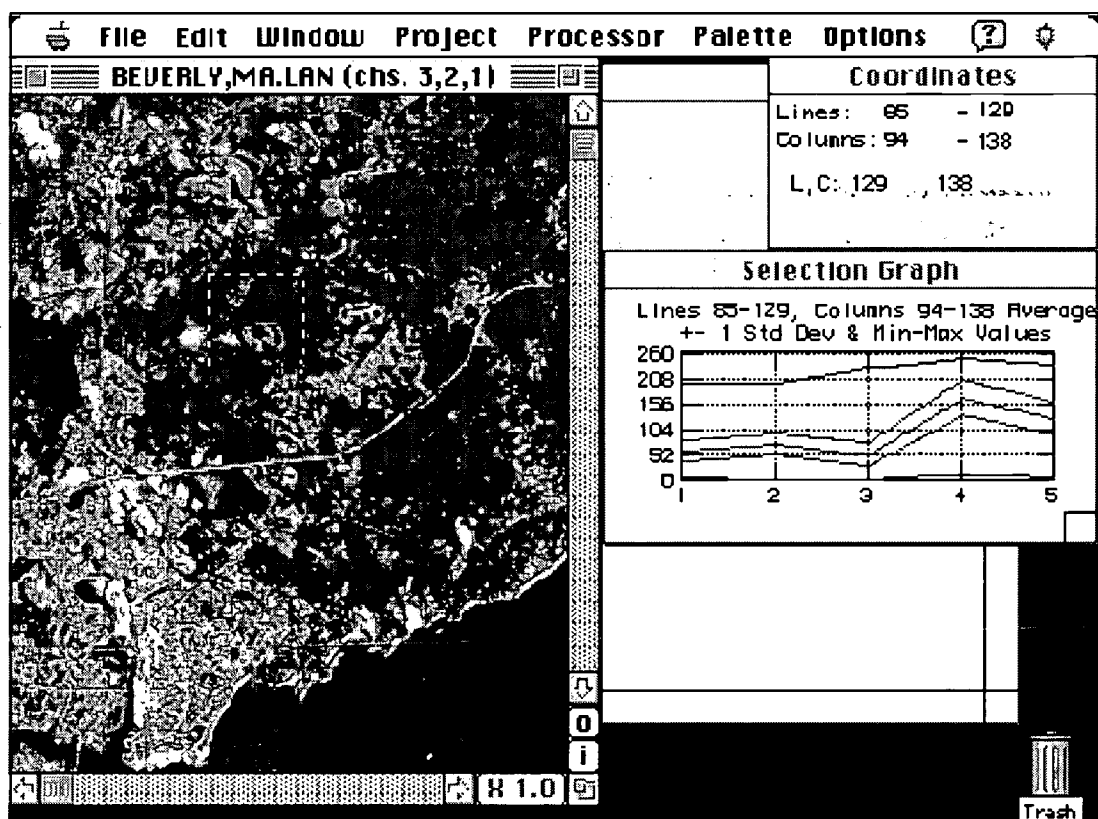 File Edit Window Project Processor Palette Options ?
BEVERLY,MA.LAN (chs. 3,2,1)
Coordinates
Lines: 85 - 129
Columns: 94 - 138
L,C: 129 , 138
Selection Graph
Lines 85-129, Columns 94-138 Average
+- 1 Std Dev & Min-Max Values
260
208
156
104
52
0
1 2 3 4 5
O
i
X 1.0
Trash